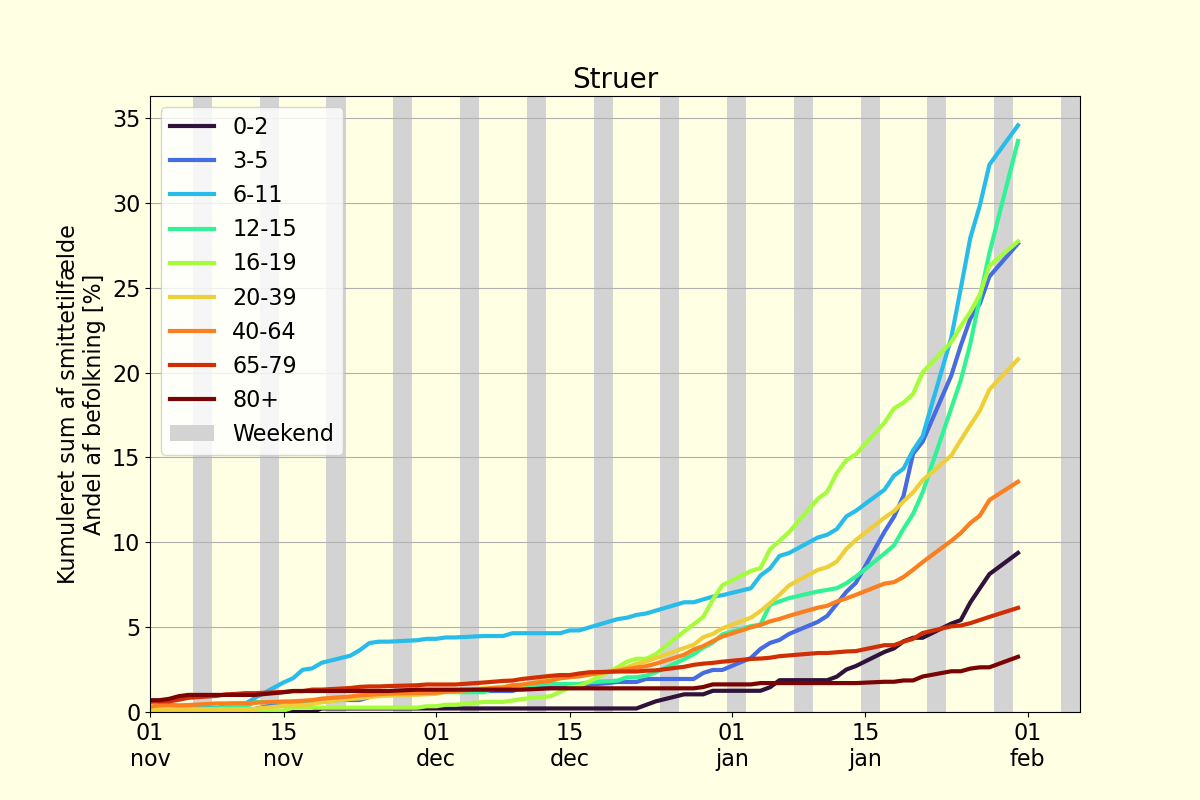 Struer
Kumuleret sum af smittetilfælde
Andel af befolkning [%]
35
30
25
20
15
10
5
0
0-2
3-5
6-11
12-15
16-19
20-39
40-64
65-79
80+
Weekend
01 15 01 15 01 15 01
nov nov dec dec jan jan feb